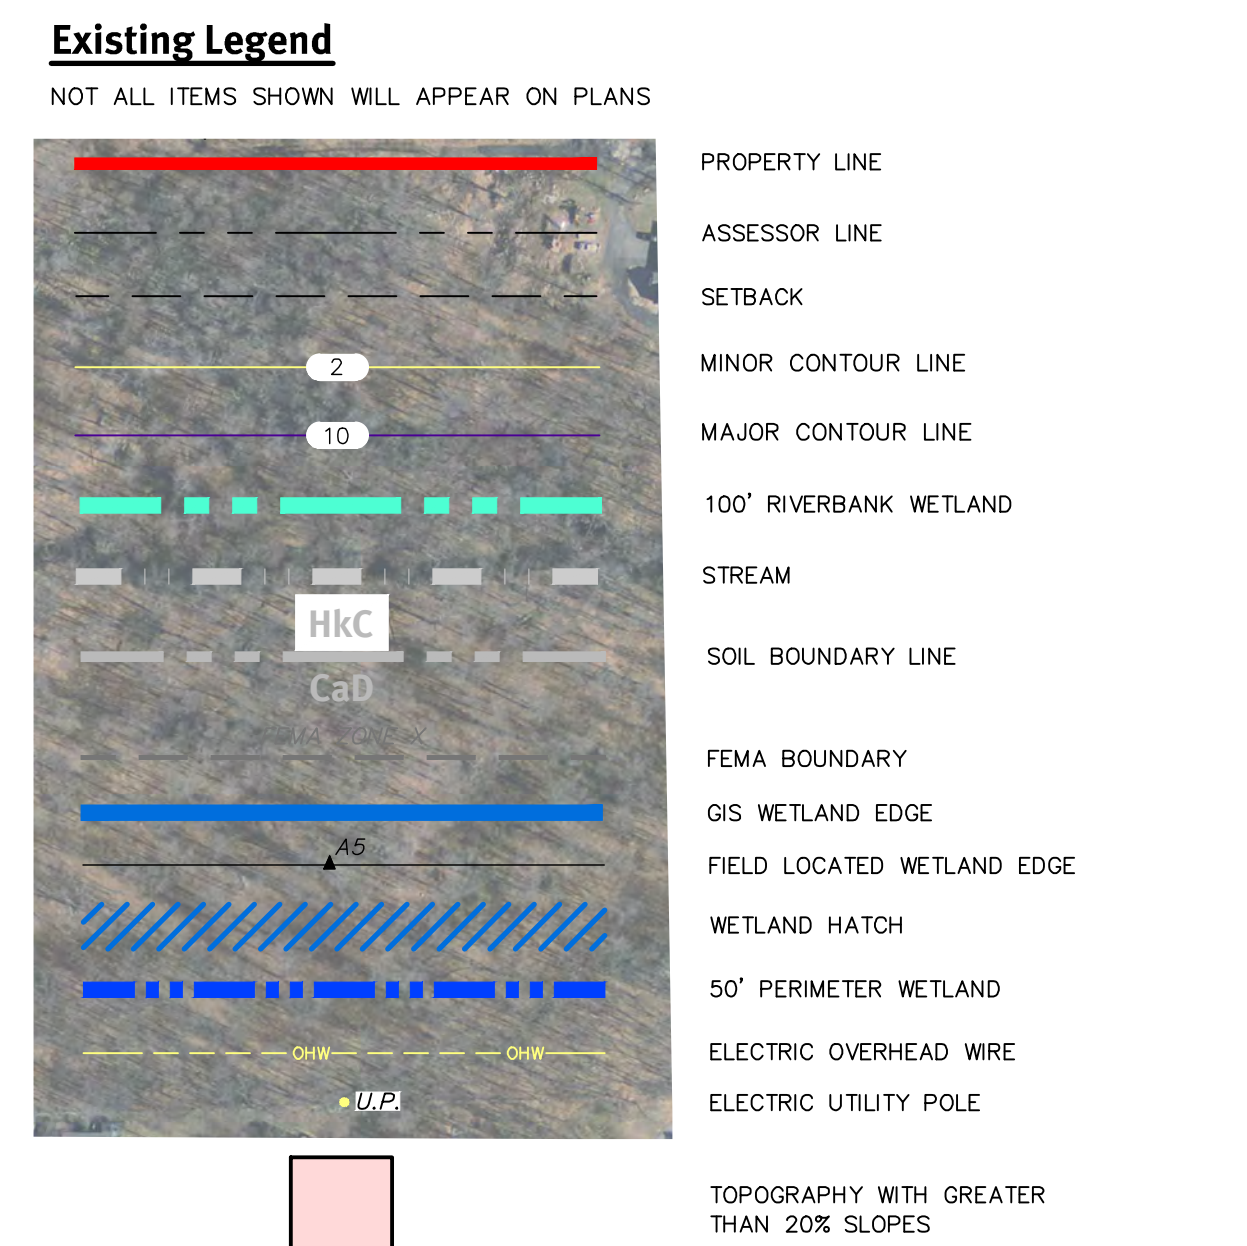 Existing Legend
NOT ALL ITEMS SHOWN WILL APPEAR ON PLANS
PROPERTY LINE
ASSESSOR LINE
SETBACK
2
MINOR CONTOUR LINE
10
MAJOR CONTOUR LINE
100' RIVERBANK WETLAND
STREAM
HkC
SOIL BOUNDARY LINE
CaD
FEMA ZONE X
FEMA BOUNDARY
GIS WETLAND EDGE
A5
FIELD LOCATED WETLAND EDGE
WETLAND HATCH
50' PERIMETER WETLAND
OHW OHW
ELECTRIC OVERHEAD WIRE
U.P.
ELECTRIC UTILITY POLE
TOPOGRAPHY WITH GREATER
THAN 20% SLOPES